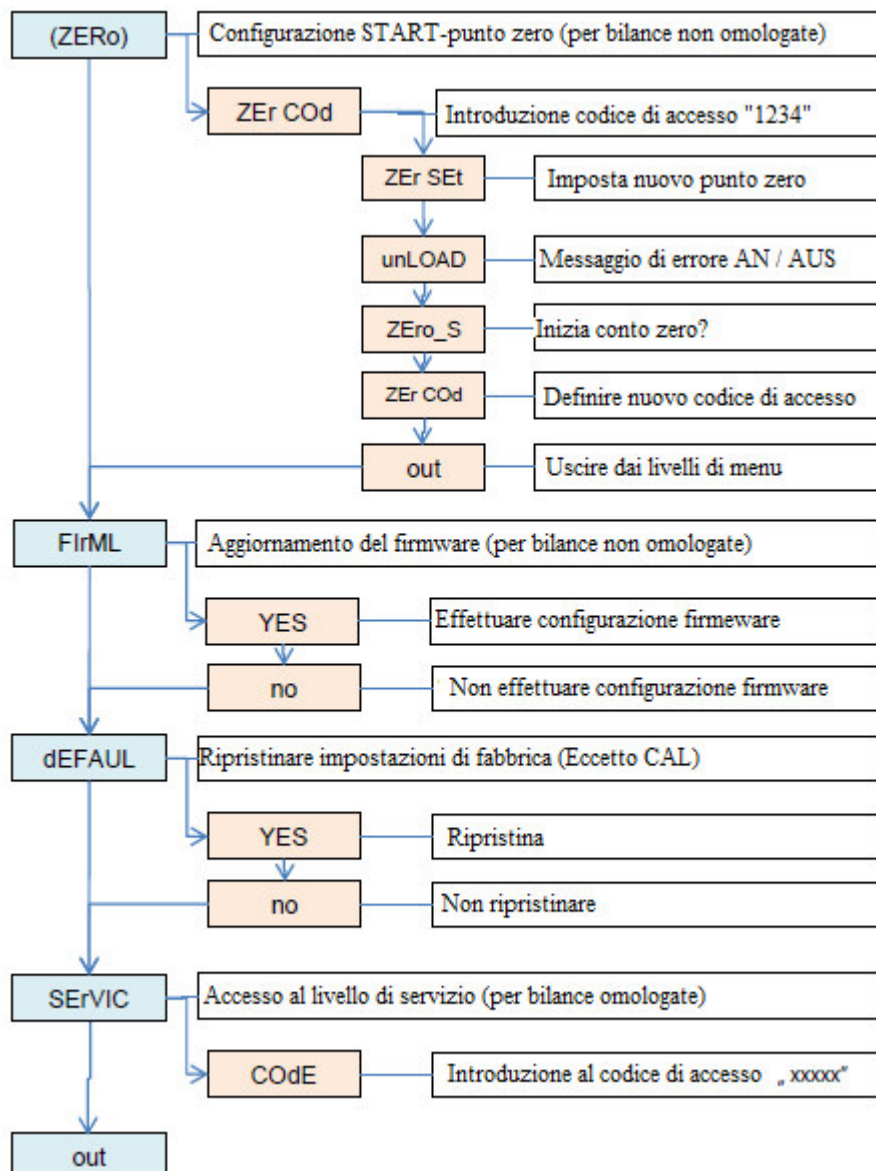 (ZERo) Configurazione START-punto zero (per bilance non omologate)
ZEr COd Introduzione codice di accesso "1234"
ZEr SEt Imposta nuovo punto zero
unLOAD Messaggio di errore AN / AUS
ZEro_S Inizia conto zero?
ZEr COd Definire nuovo codice di accesso
out Uscire dai livelli di menu
FIrML Aggiornamento del firmware (per bilance non omologate)
YES Effettuare configurazione firmeware
no Non effettuare configurazione firmware
dEFAUL Ripristinare impostazioni di fabbrica (Eccetto CAL)
YES Ripristina
no Non ripristinare
SErVIC Accesso al livello di servizio (per bilance omologate)
COdE Introduzione al codice di accesso „ xxxxx”
out